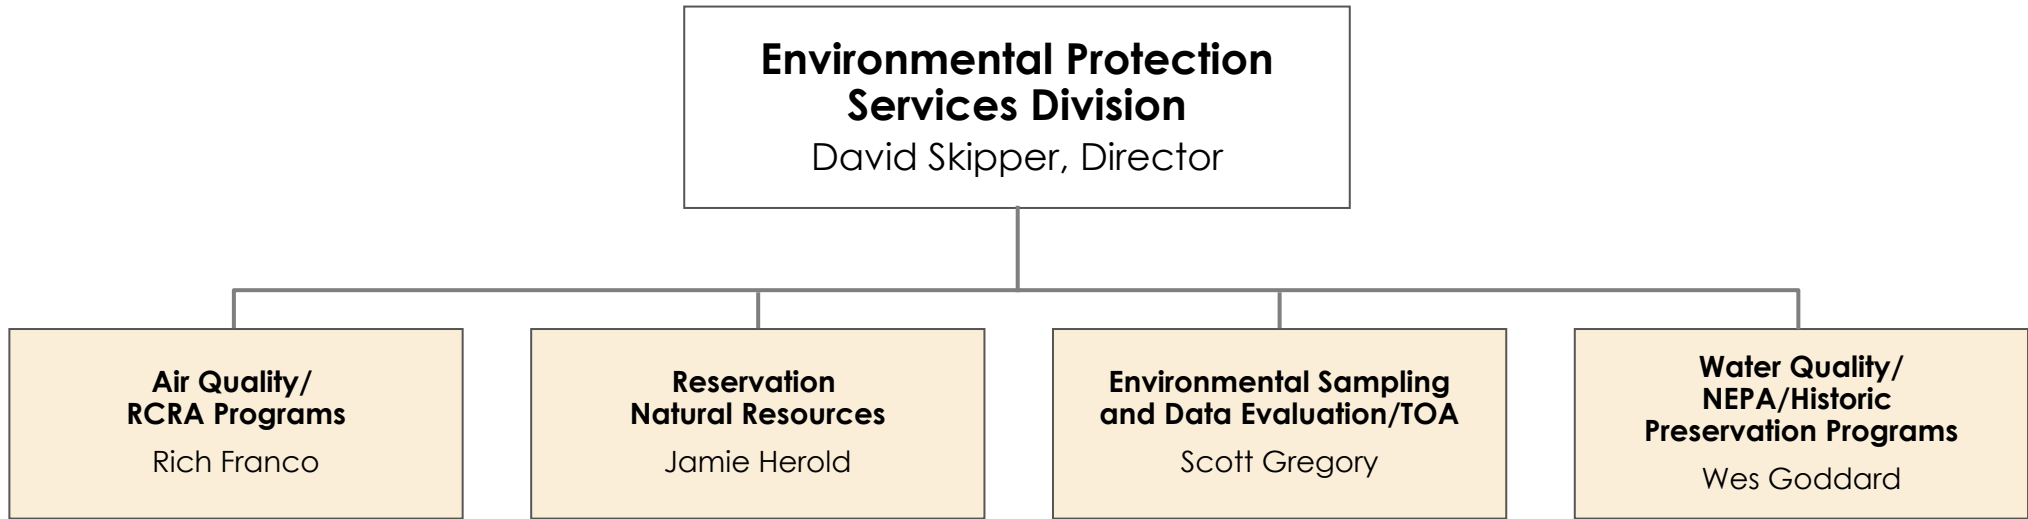 Environmental Protection
Services Division
David Skipper, Director
Air Quality/
RCRA Programs
Rich Franco
Reservation
Natural Resources
Jamie Herold
Environmental Sampling
and Data Evaluation/TOA
Scott Gregory
Water Quality/
NEPA/Historic
Preservation Programs
Wes Goddard